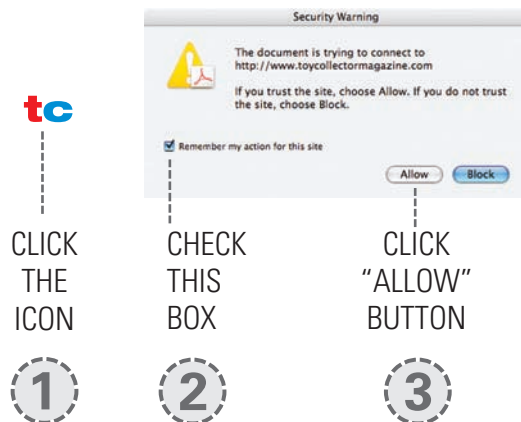 Security Warning
The document is trying to connect to
http://www.toycollectormagazine.com
If you trust the site, choose Allow. If you do not trust
the site, choose Block.
tc
Remember my action for this site
Allow
Block
CLICK
THE
ICON
CHECK
THIS
BOX
CLICK
“ALLOW”
BUTTON
1
2
3